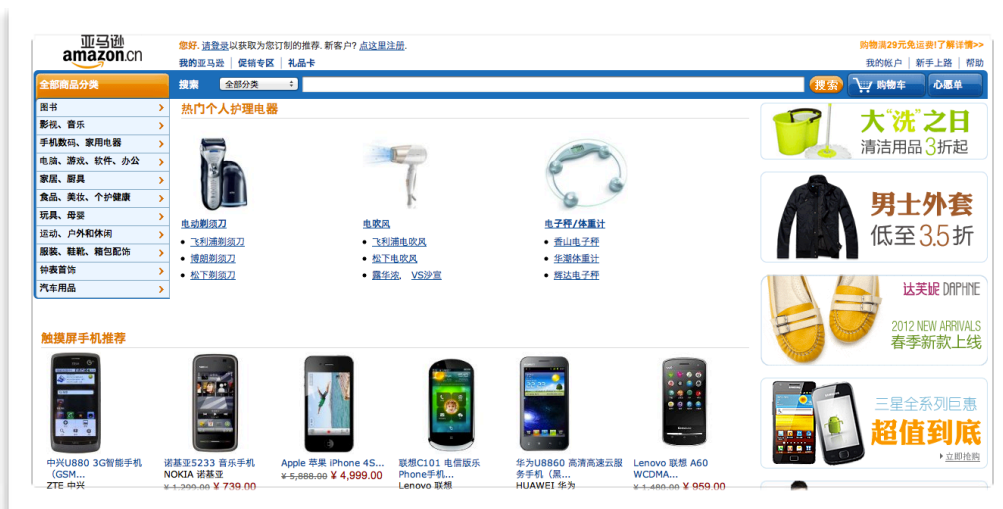 亚马逊
amazon.cn
您好. 请登录以获取为您订制的推荐. 新客户? 点这里注册.
购物满29元免运费!了解详情>>
我的亚马逊 | 促销专区 | 礼品卡
我的帐户 | 新手上路 | 帮助
全部商品分类
搜索 全部分类 搜索 购物车 心愿单
图书
影视、音乐
手机数码、家用电器
电脑、游戏、软件、办公
家居、厨具
食品、美妆、个护健康
玩具、母婴
运动、户外和休闲
服装、鞋靴、箱包配饰
钟表首饰
汽车用品
热门个人护理电器
电动剃须刀
飞利浦剃须刀
博朗剃须刀
松下剃须刀
电吹风
飞利浦电吹风
松下电吹风
露华浓, VS沙宣
电子秤/体重计
香山电子秤
华潮体重计
辉达电子秤
大“洗”之日
清洁用品3折起
男士外套
低至3.5折
达芙妮 DAPHNE
2012 NEW ARRIVALS
春季新款上线
三星全系列巨惠
超值到底
立即抢购
触摸屏手机推荐
中兴U880 3G智能手机
(GSM...
ZTE 中兴
诺基亚5233 音乐手机
NOKIA 诺基亚
¥ 1,299.00 ¥ 739.00
Apple 苹果 iPhone 4S...
¥ 5,888.00 ¥ 4,999.00
联想C101 电信版乐
Phone手机...
Lenovo 联想
华为U8860 高清高速云服
务手机（黑...
HUAWEI 华为
Lenovo 联想 A60
WCDMA...
¥ 1,480.00 ¥ 959.00